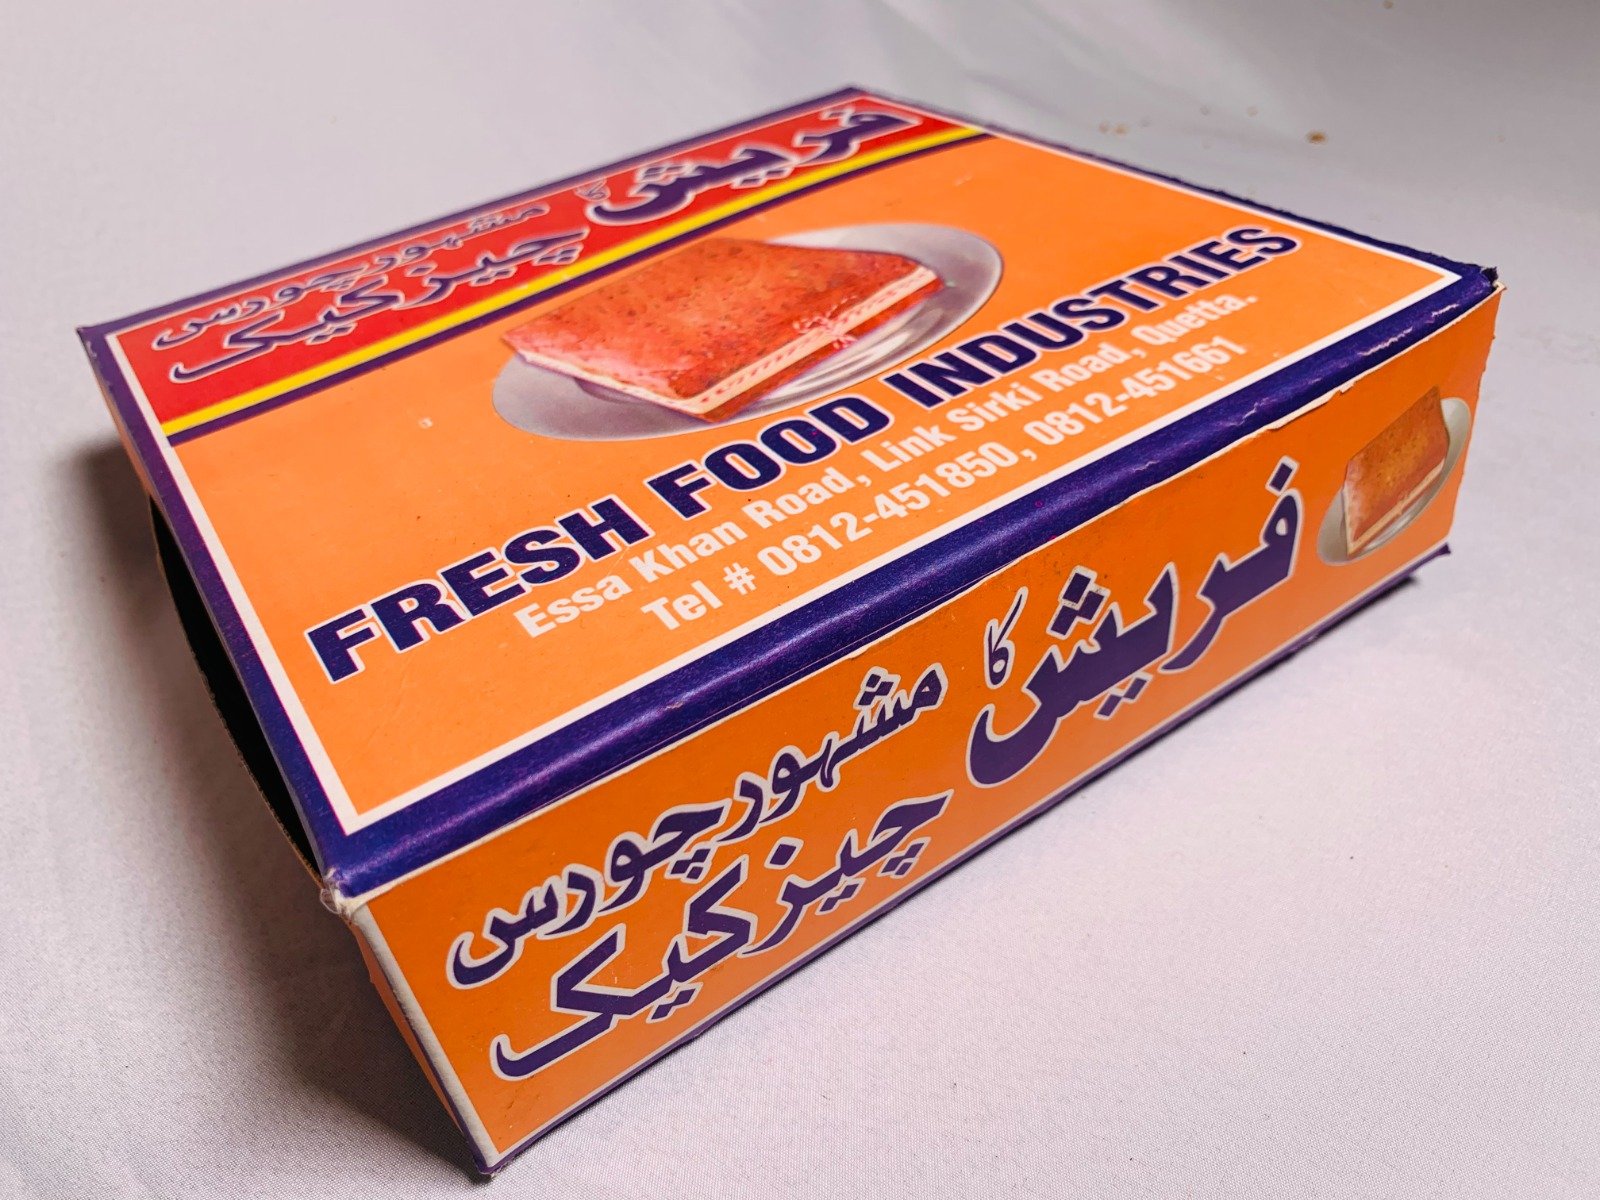 فریش کا مشہور چورس
چیز کیک
FRESH FOOD INDUSTRIES
Essa Khan Road, Link Sirki Road, Quetta.
Tel # 0812-451850, 0812-451661
فریش کا مشہور چورس
چیز کیک